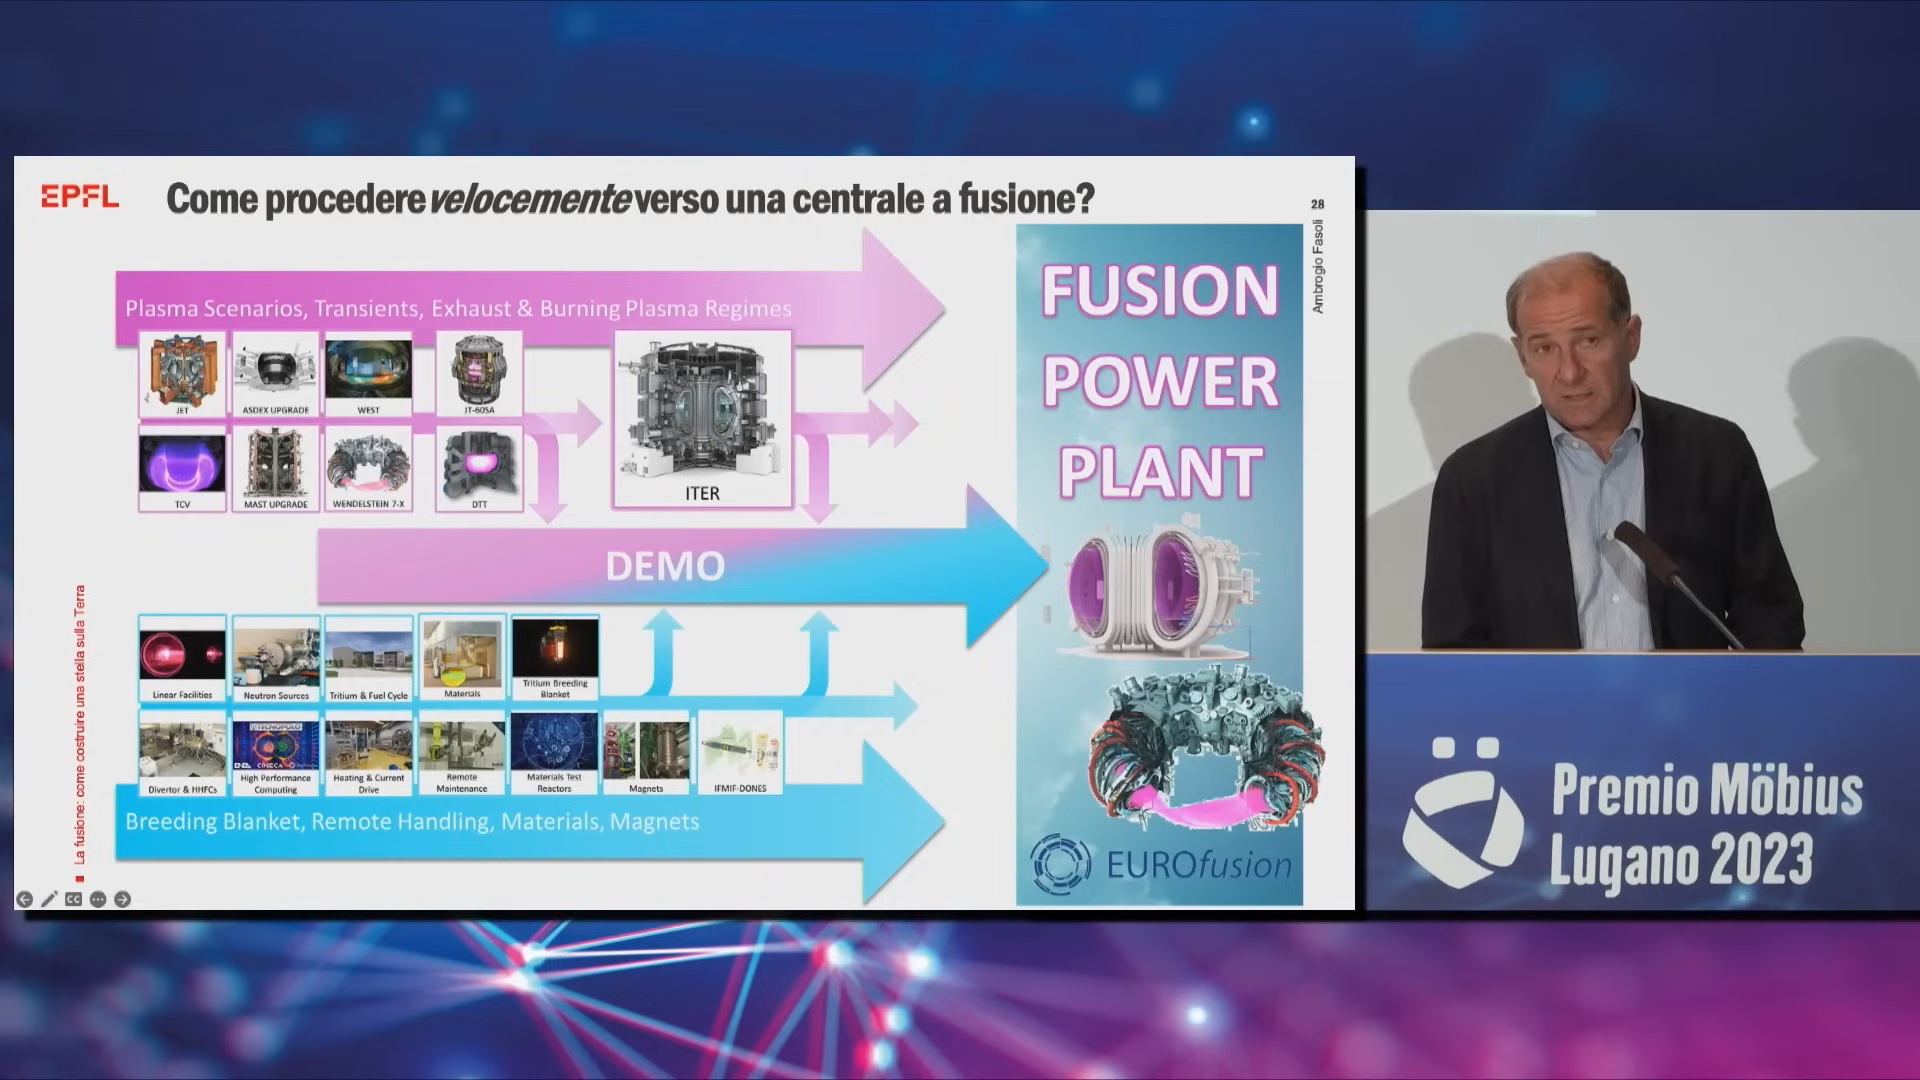 EPFL
Come procedere velocemente verso una centrale a fusione?
28
Ambrogio Fasoli
Plasma Scenarios, Transients, Exhaust & Burning Plasma Regimes
JET
ASDEX UPGRADE
WEST
JT-60SA
TCV
MAST UPGRADE
WENDELSTEIN 7-X
DTT
ITER
DEMO
Linear Facilities
Neutron Sources
Tritium & Fuel Cycle
Materials
Tritium Breeding
Blanket
Divertor & HHFCs
High Performance
Computing
Heating & Current
Drive
Remote
Maintenance
Materials Test
Reactors
Magnets
IFMIF-DONES
Breeding Blanket, Remote Handling, Materials, Magnets
FUSION
POWER
PLANT
EUROfusion
La fusione: come costruire una stella sulla Terra
CC
Premio Möbius
Lugano 2023